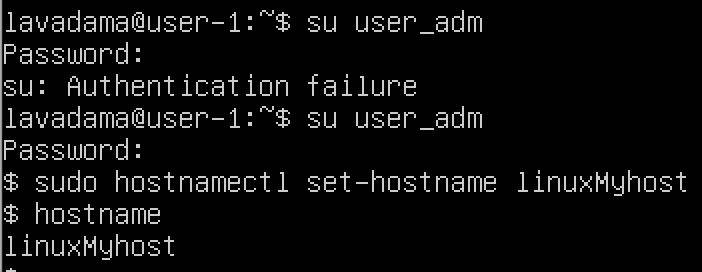 lavadama@user-1:~$ su user_adm
Password:
su: Authentication failure
lavadama@user-1:~$ su user_adm
Password:
$ sudo hostnamectl set-hostname linuxMyhost
$ hostname
linuxMyhost